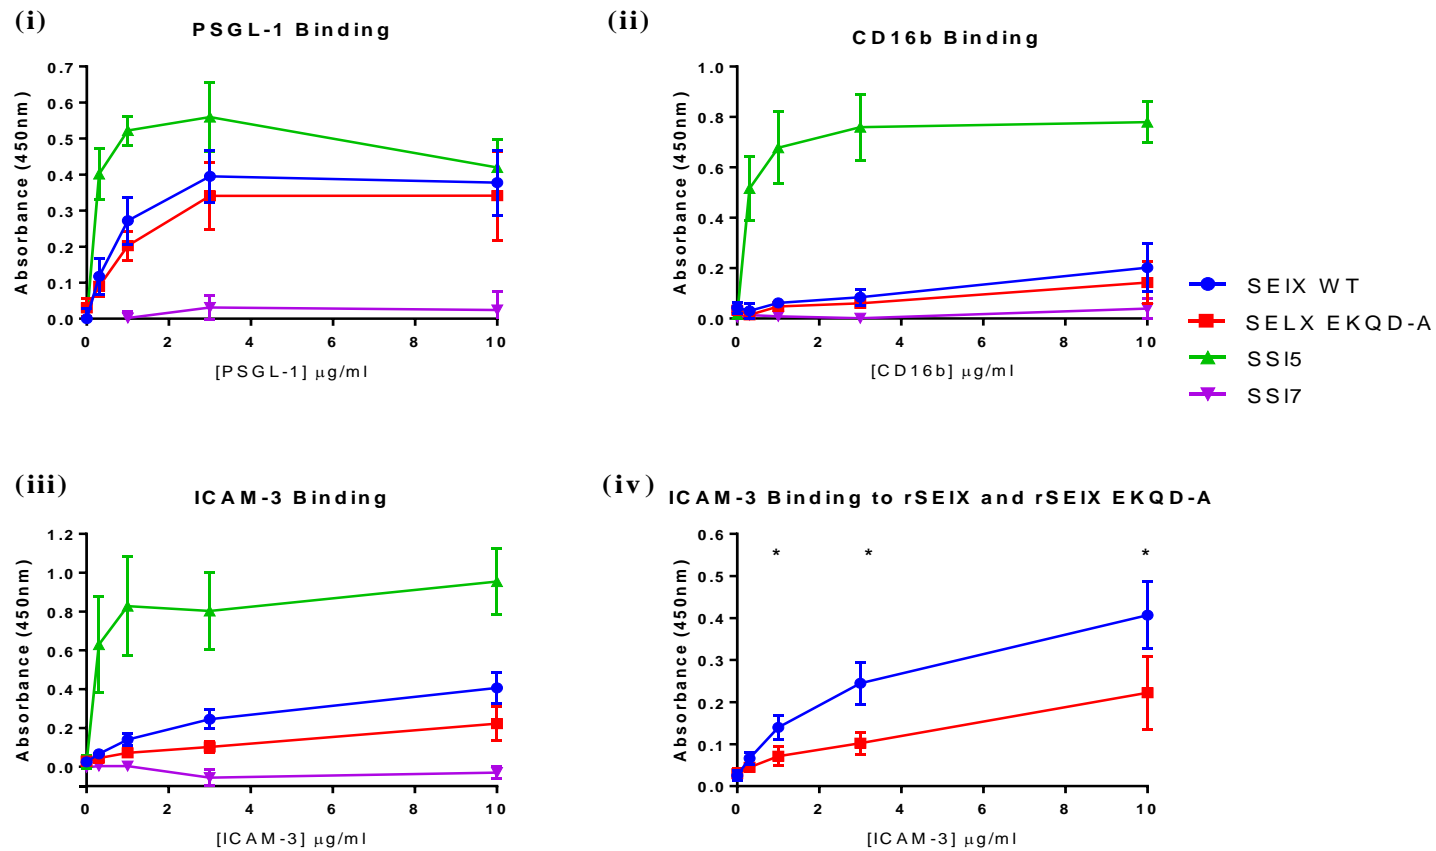 (i)
PSGL-1 Binding
0.7
0.6
0.5
0.4
0.3
0.2
0.1
0.0
Absorbance (450nm)
0 2 4 6 8 10
[PSGL-1] µg/ml
(ii)
CD16b Binding
1.0
0.8
0.6
0.4
0.2
0.0
Absorbance (450nm)
0 2 4 6 8 10
[CD16b] µg/ml
SElX WT
SELX EKQD-A
SSl5
SSl7
(iii)
ICAM-3 Binding
1.2
1.0
0.8
0.6
0.4
0.2
0.0
Absorbance (450nm)
0 2 4 6 8 10
[ICAM-3] µg/ml
(iv)
ICAM-3 Binding to rSElX and rSElX EKQD-A
0.6
0.5
0.4
0.3
0.2
0.1
0.0
Absorbance (450nm)
* * *
0 2 4 6 8 10
[ICAM-3] µg/ml